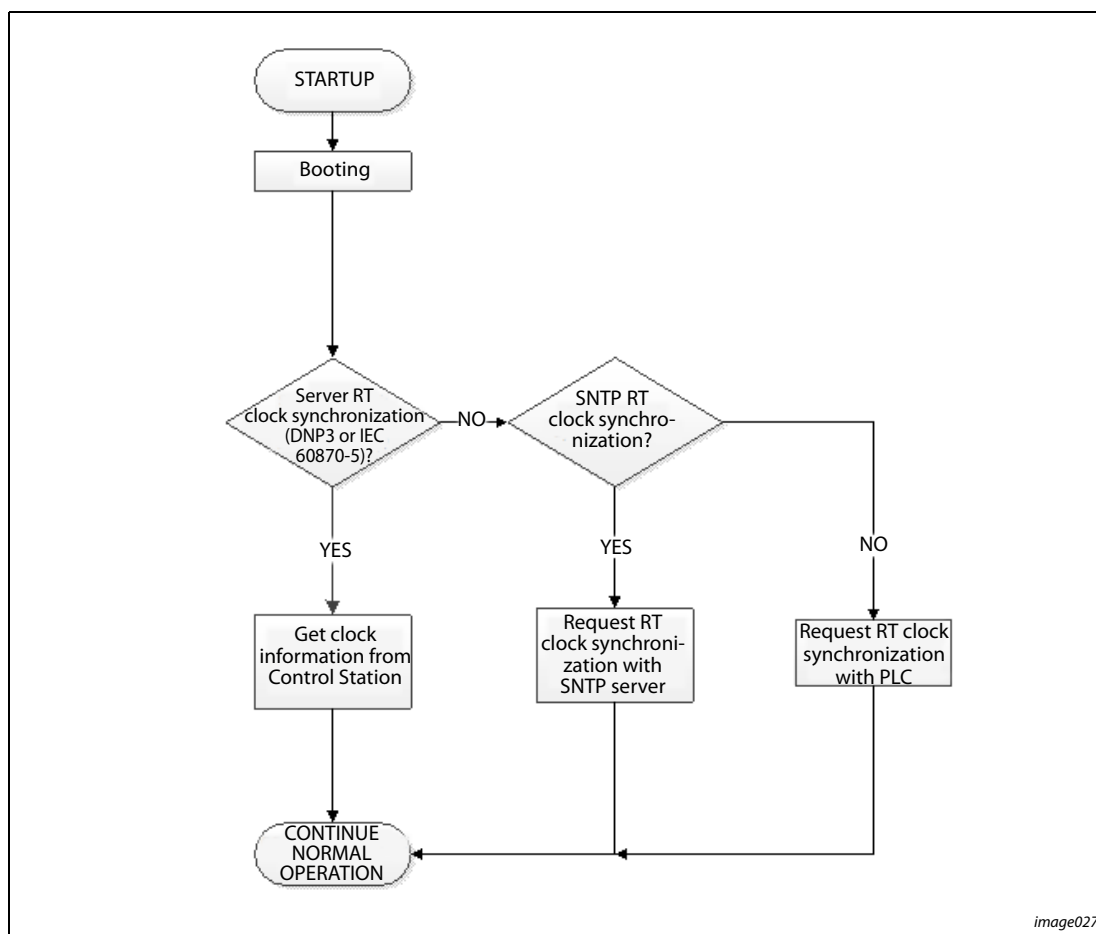 STARTUP
Booting
Server RT
clock synchronization
(DNP3 or IEC
60870-5)?
NO
SNTP RT
clock synchro-
nization?
YES
YES
NO
Get clock
information from
Control Station
Request RT
clock synchroni-
zation with
SNTP server
Request RT clock
synchronization
with PLC
CONTINUE
NORMAL
OPERATION
image027